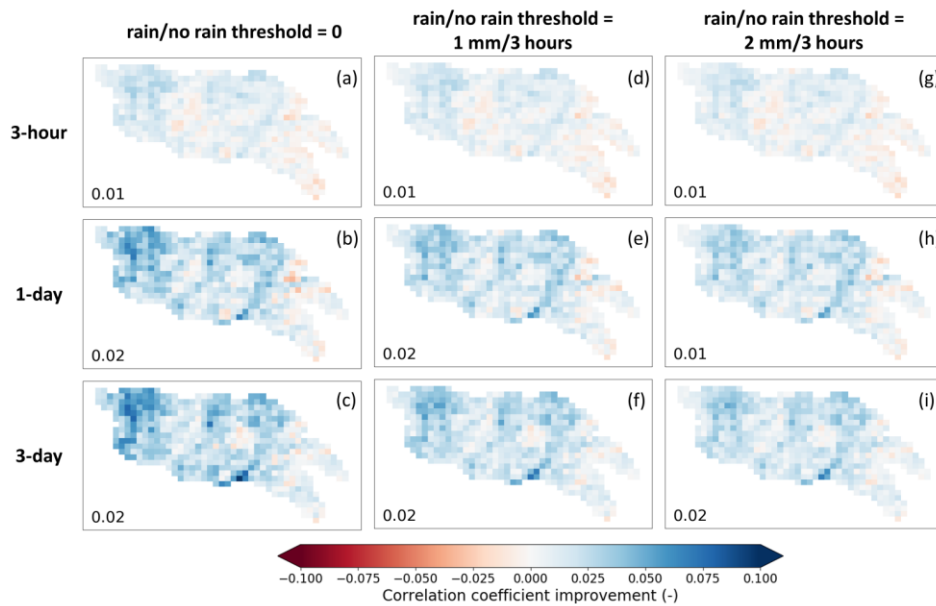 rain/no rain threshold = 0
rain/no rain threshold =
1 mm/3 hours
rain/no rain threshold =
2 mm/3 hours
3-hour
(a)
0.01
(d)
0.01
(g)
0.01
1-day
(b)
0.02
(e)
0.02
(h)
0.01
3-day
(c)
0.02
(f)
0.02
(i)
0.02
−0.100 −0.075 −0.050 −0.025 0.000 0.025 0.050 0.075 0.100
Correlation coefficient improvement (-)